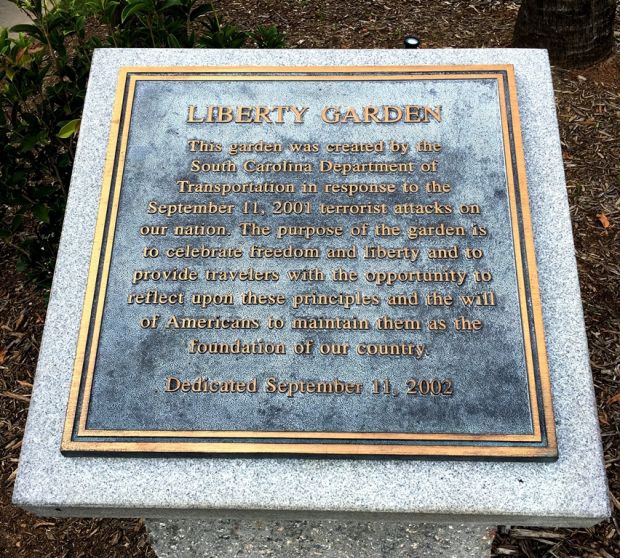 LIBERTY GARDEN
This garden was created by the
South Carolina Department of
Transportation in response to the
September 11, 2001 terrorist attacks on
our nation. The purpose of the garden is
to celebrate freedom and liberty and to
provide travelers with the opportunity to
reflect upon these principles and the will
of Americans to maintain them as the
foundation of our country.
Dedicated September 11, 2002